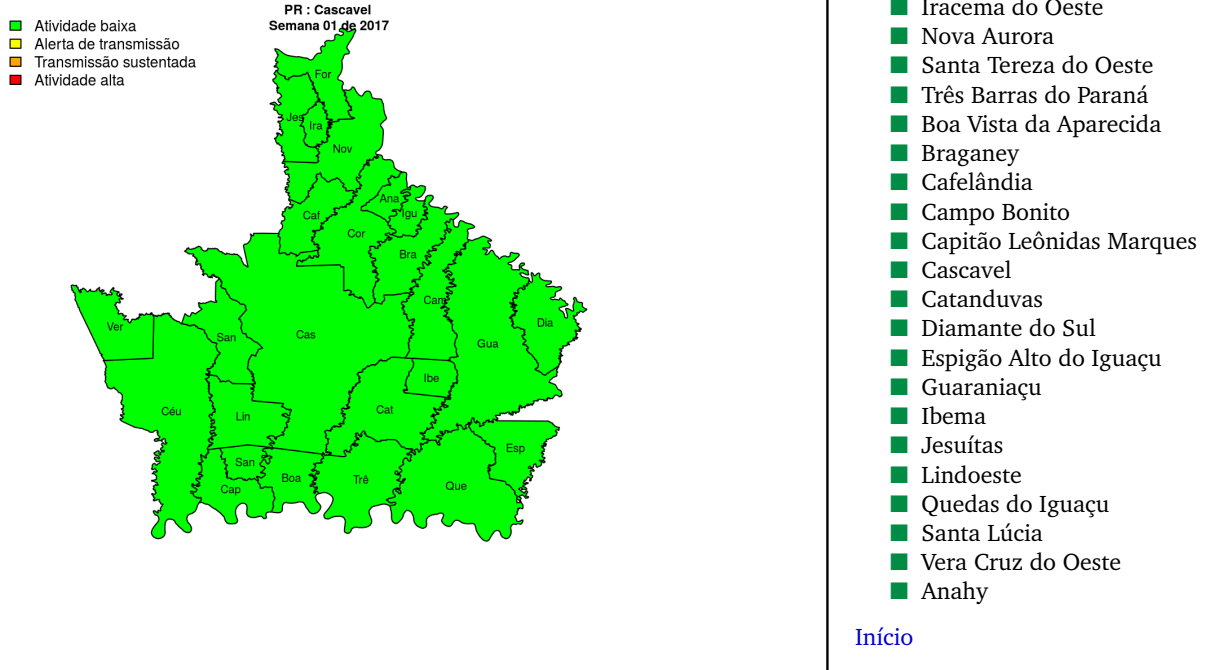 PR : Cascavel
Semana 01 de 2017
Atividade baixa
Alerta de transmissão
Transmissão sustentada
Atividade alta
For
Jes
Ira
Nov
Ana
Igu
Caf
Cor
Bra
Cam
Ver
San
Cas
Gua
Dia
Ibe
Céu
Lin
Cat
San
Cap
Boa
Trê
Que
Esp
Iracema do Oeste
Nova Aurora
Santa Tereza do Oeste
Três Barras do Paraná
Boa Vista da Aparecida
Braganey
Cafelândia
Campo Bonito
Capitão Leônidas Marques
Cascavel
Catanduvas
Diamante do Sul
Espigão Alto do Iguaçu
Guaraniaçu
Ibema
Jesuítas
Lindoeste
Quedas do Iguaçu
Santa Lúcia
Vera Cruz do Oeste
Anahy
Início